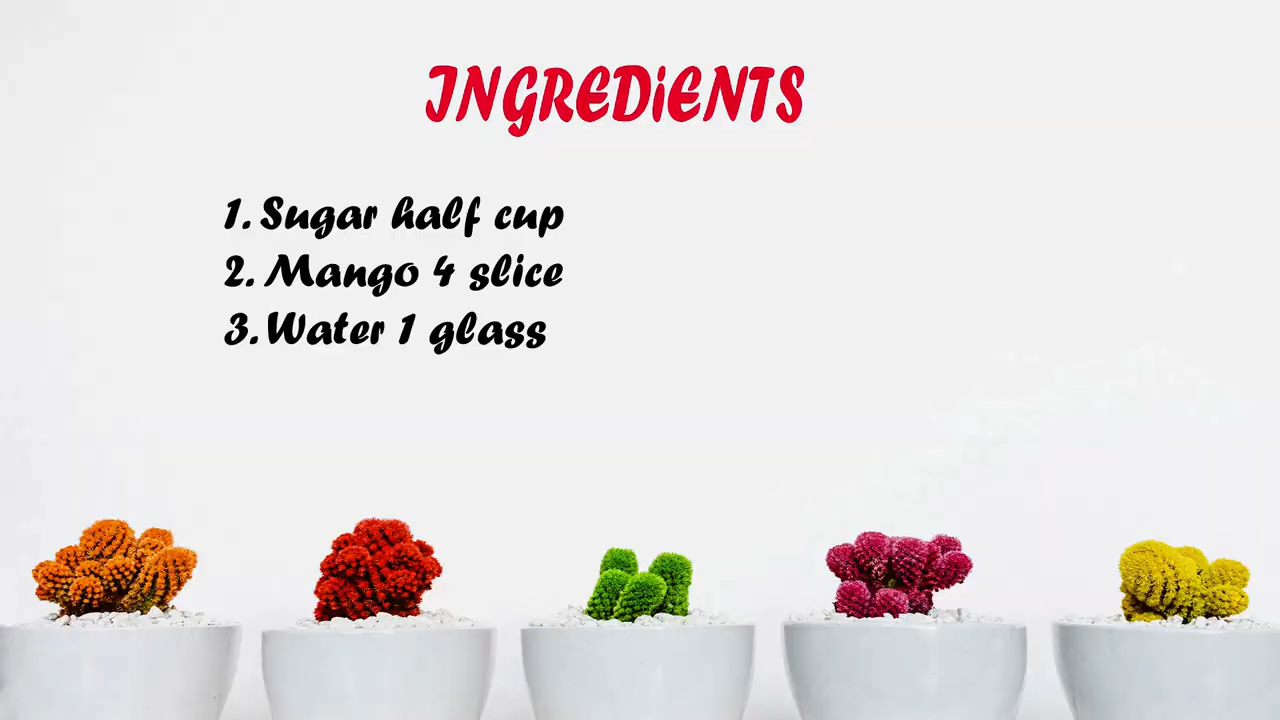 INGREDiENTS
1. Sugar half cup
2. Mango 4 slice
3. Water 1 glass